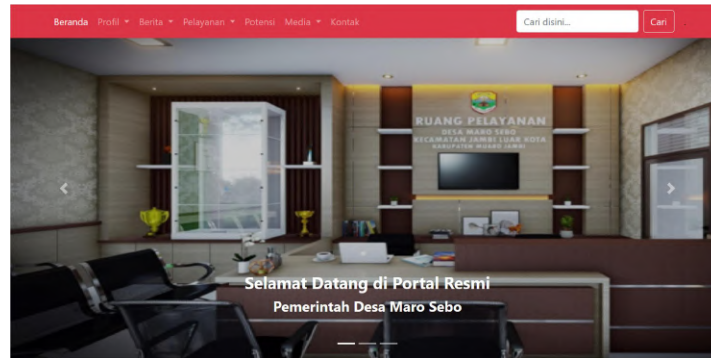 Beranda Profil Berita Pelayanan Potensi Media Kontak Cari disini... Cari
RUANG PELAYANAN
DESA MARO SEBO
KECAMATAN JAMBI LUAR KOTA
KABUPATEN MUARO JAMBI
Selamat Datang di Portal Resmi
Pemerintah Desa Maro Sebo